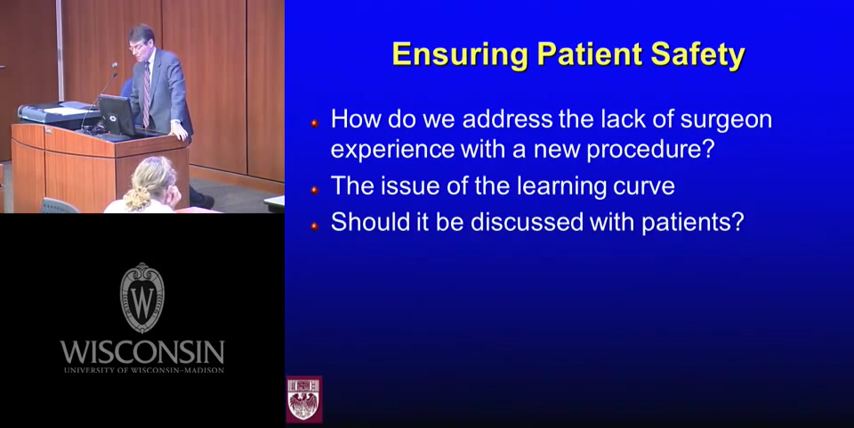 Ensuring Patient Safety
How do we address the lack of surgeon
experience with a new procedure?
The issue of the learning curve
Should it be discussed with patients?
W
WISCONSIN
UNIVERSITY OF WISCONSIN–MADISON